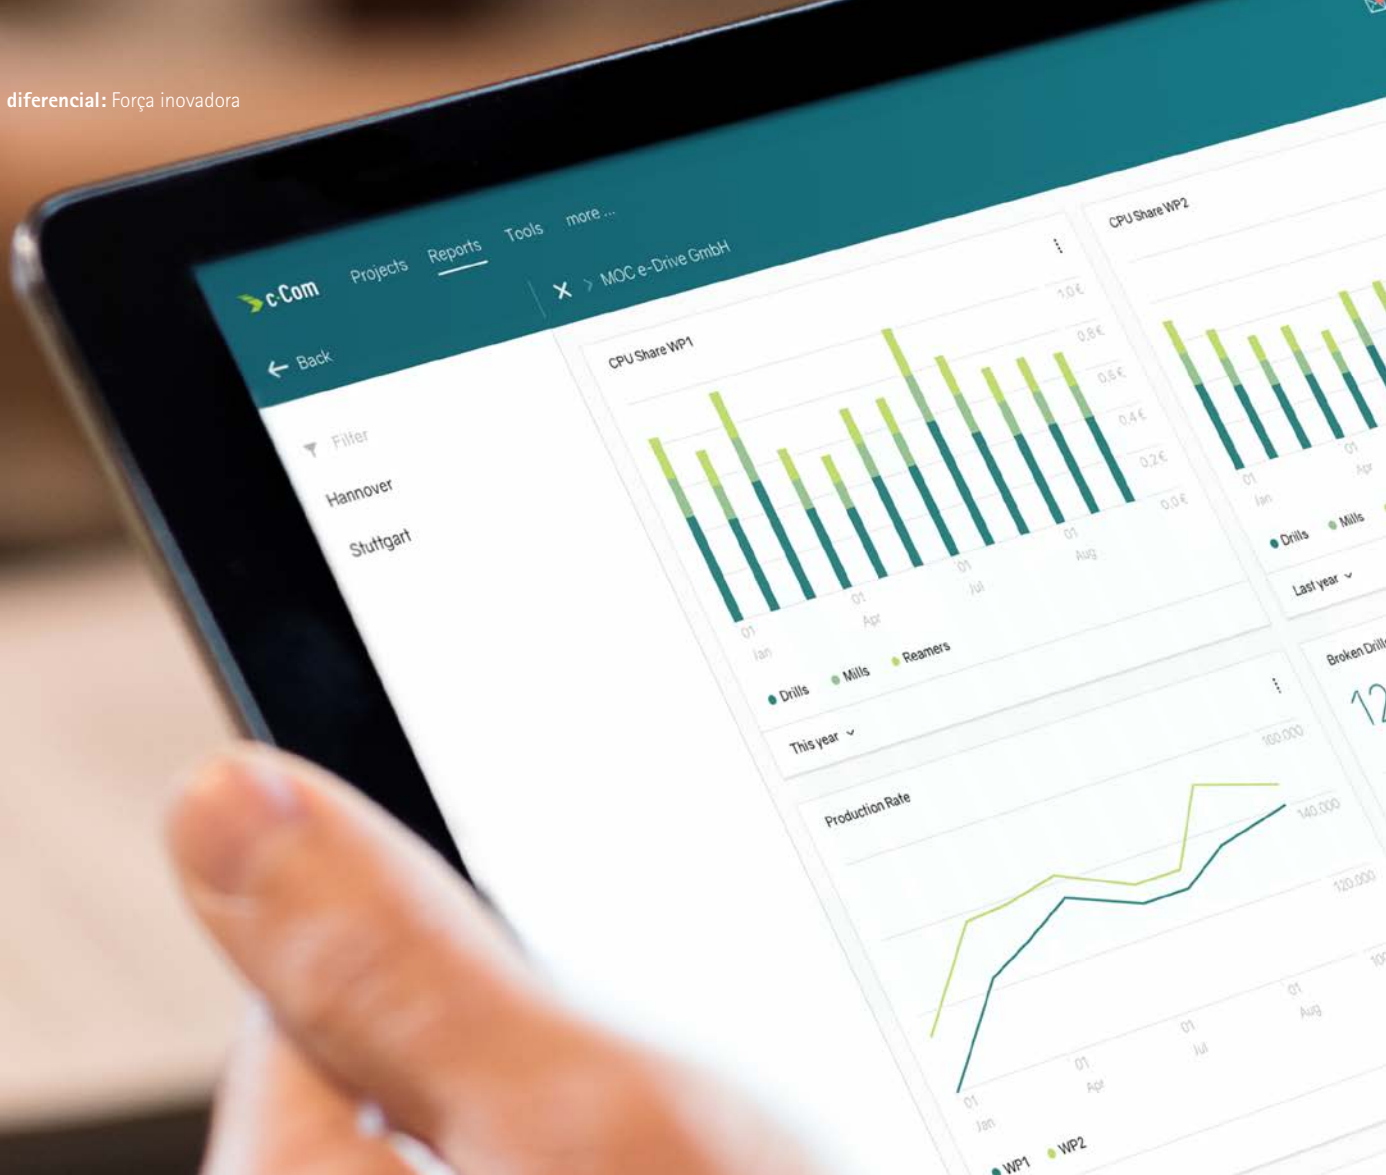 diferencial: Força inovadora
c-Com
Projects
Reports
Tools
more ...
← Back
X > MOC e-Drive GmbH
Filter
Hannover
Stuttgart
CPU Share WP1
1,0 €
0,8 €
0,6 €
0,4 €
0,2 €
0,0 €
01 01 01 01
Jan Apr Jul Aug
Drills Mills Reamers
This year
CPU Share WP2
01 01
Jan Apr
Drills Mills
Last year
Production Rate
160.000
140.000
120.000
01 01 01 01
Jan Apr Jul Aug
WP1 WP2